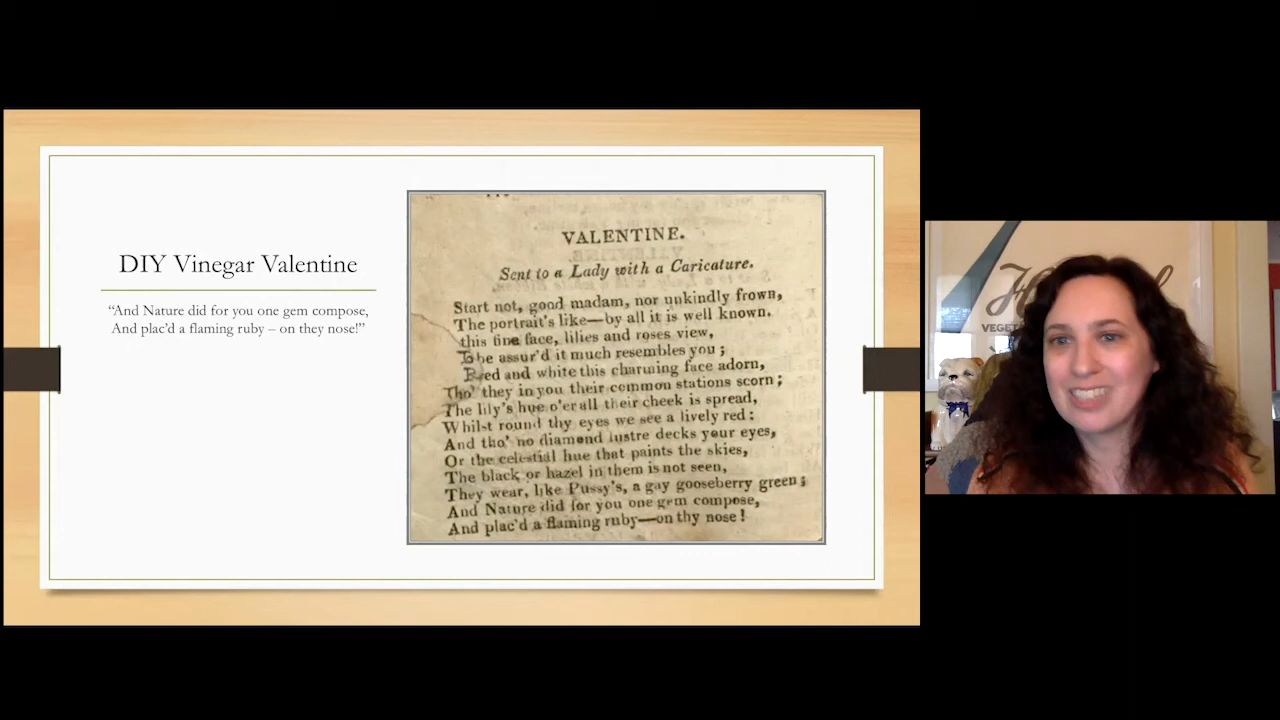 DIY Vinegar Valentine
“And Nature did for you one gem compose,
And plac’d a flaming ruby – on they nose!”
VALENTINE.
Sent to a Lady with a Caricature.
Start not, good madam, nor unkindly frown,
The portrait's like—by all it is well known.
this fine face, lilies and roses view,
be assur'd it much resembles you ;
Red and white this charming face adorn,
Tho' they in you their common stations scorn ;
The lily's hue o'er all their cheek is spread,
Whilst round thy eyes we see a lively red :
And tho' no diamond lustre decks your eyes,
Or the celestial hue that paints the skies,
The black or hazel in them is not seen,
They wear, like Pussy's, a gay gooseberry green ;
And Nature did for you one gem compose,
And plac'd a flaming ruby—on thy nose !
VEGET